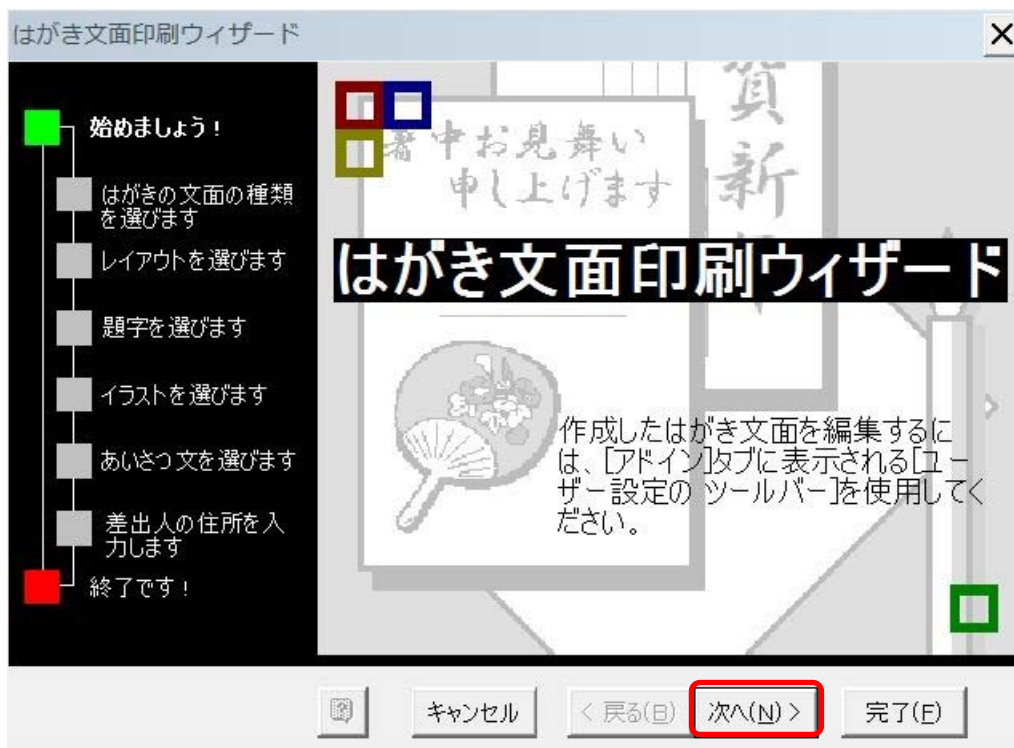 はがき文面印刷ウィザード
始めましょう!
はがきの文面の種類
を選びます
レイアウトを選びます
題字を選びます
イラストを選びます
あいさつ文を選びます
差出人の住所を入
力します
終了です!
賀新
暑中お見舞い
申し上げます
はがき文面印刷ウィザード
作成したはがき文面を編集するに
は、[アドイン]タブに表示される[ユー
ザー設定の ツールバー]を使用してく
ださい。
キャンセル
< 戻る(B)
次へ(N) >
完了(F)